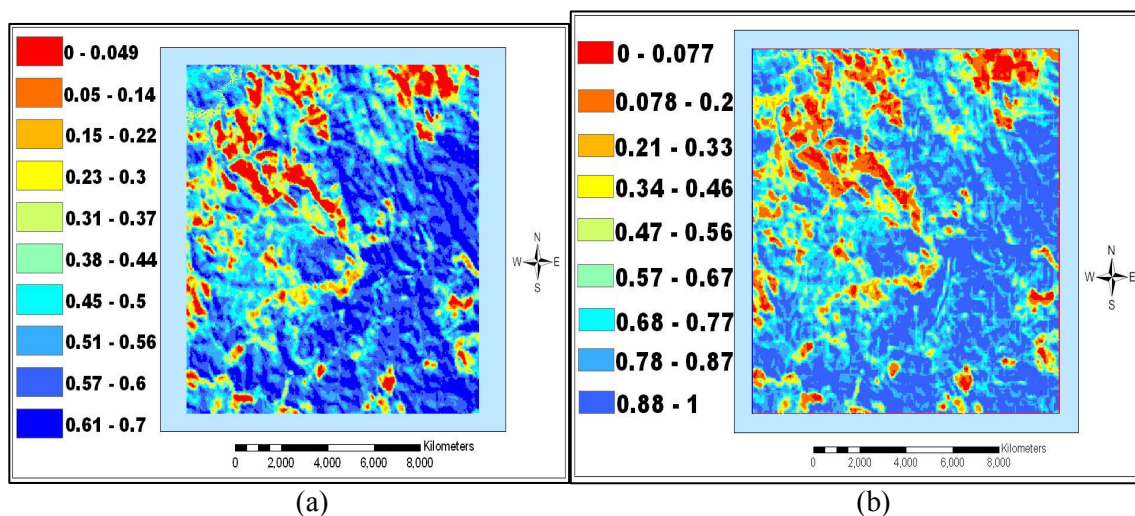 0 - 0.049
0.05 - 0.14
0.15 - 0.22
0.23 - 0.3
0.31 - 0.37
0.38 - 0.44
0.45 - 0.5
0.51 - 0.56
0.57 - 0.6
0.61 - 0.7
N
W E
S
Kilometers
0 2,000 4,000 6,000 8,000
(a)
0 - 0.077
0.078 - 0.2
0.21 - 0.33
0.34 - 0.46
0.47 - 0.56
0.57 - 0.67
0.68 - 0.77
0.78 - 0.87
0.88 - 1
N
W E
S
Kilometers
0 2,000 4,000 6,000 8,000
(b)